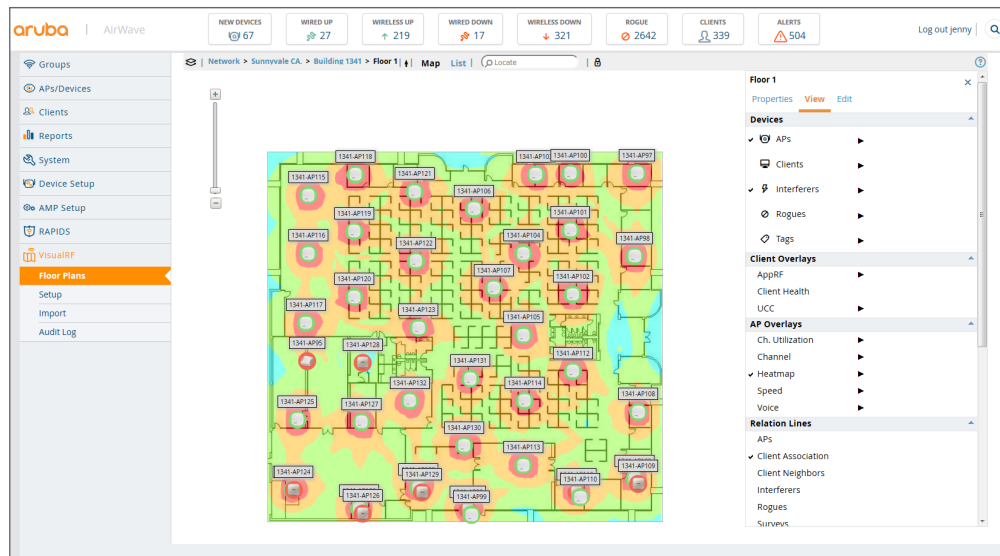 aruba | AirWave
NEW DEVICES
67
WIRED UP
27
WIRELESS UP
219
WIRED DOWN
17
WIRELESS DOWN
321
ROGUE
2642
CLIENTS
339
ALERTS
504
Log out jenny
Groups
APs/Devices
Clients
Reports
System
Device Setup
AMP Setup
RAPIDS
VisualRF
Floor Plans
Setup
Import
Audit Log
| Network > Sunnyvale CA. > Building 1341 > Floor 1 | Map List | Locate |
1341-AP118
1341-AP100
1341-AP97
1341-AP115
1341-AP121
1341-AP106
1341-AP119
1341-AP101
1341-AP116
1341-AP122
1341-AP104
1341-AP98
1341-AP120
1341-AP107
1341-AP102
1341-AP117
1341-AP123
1341-AP105
1341-AP95
1341-AP128
1341-AP131
1341-AP112
1341-AP132
1341-AP114
1341-AP125
1341-AP127
1341-AP108
1341-AP130
1341-AP113
1341-AP124
1341-AP129
1341-AP110
1341-AP109
1341-AP126
1341-AP99
Floor 1
Properties View Edit
Devices
APs
Clients
Interferers
Rogues
Tags
Client Overlays
AppRF
Client Health
UCC
AP Overlays
Ch. Utilization
Channel
Heatmap
Speed
Voice
Relation Lines
APs
Client Association
Client Neighbors
Interferers
Rogues
Surveys